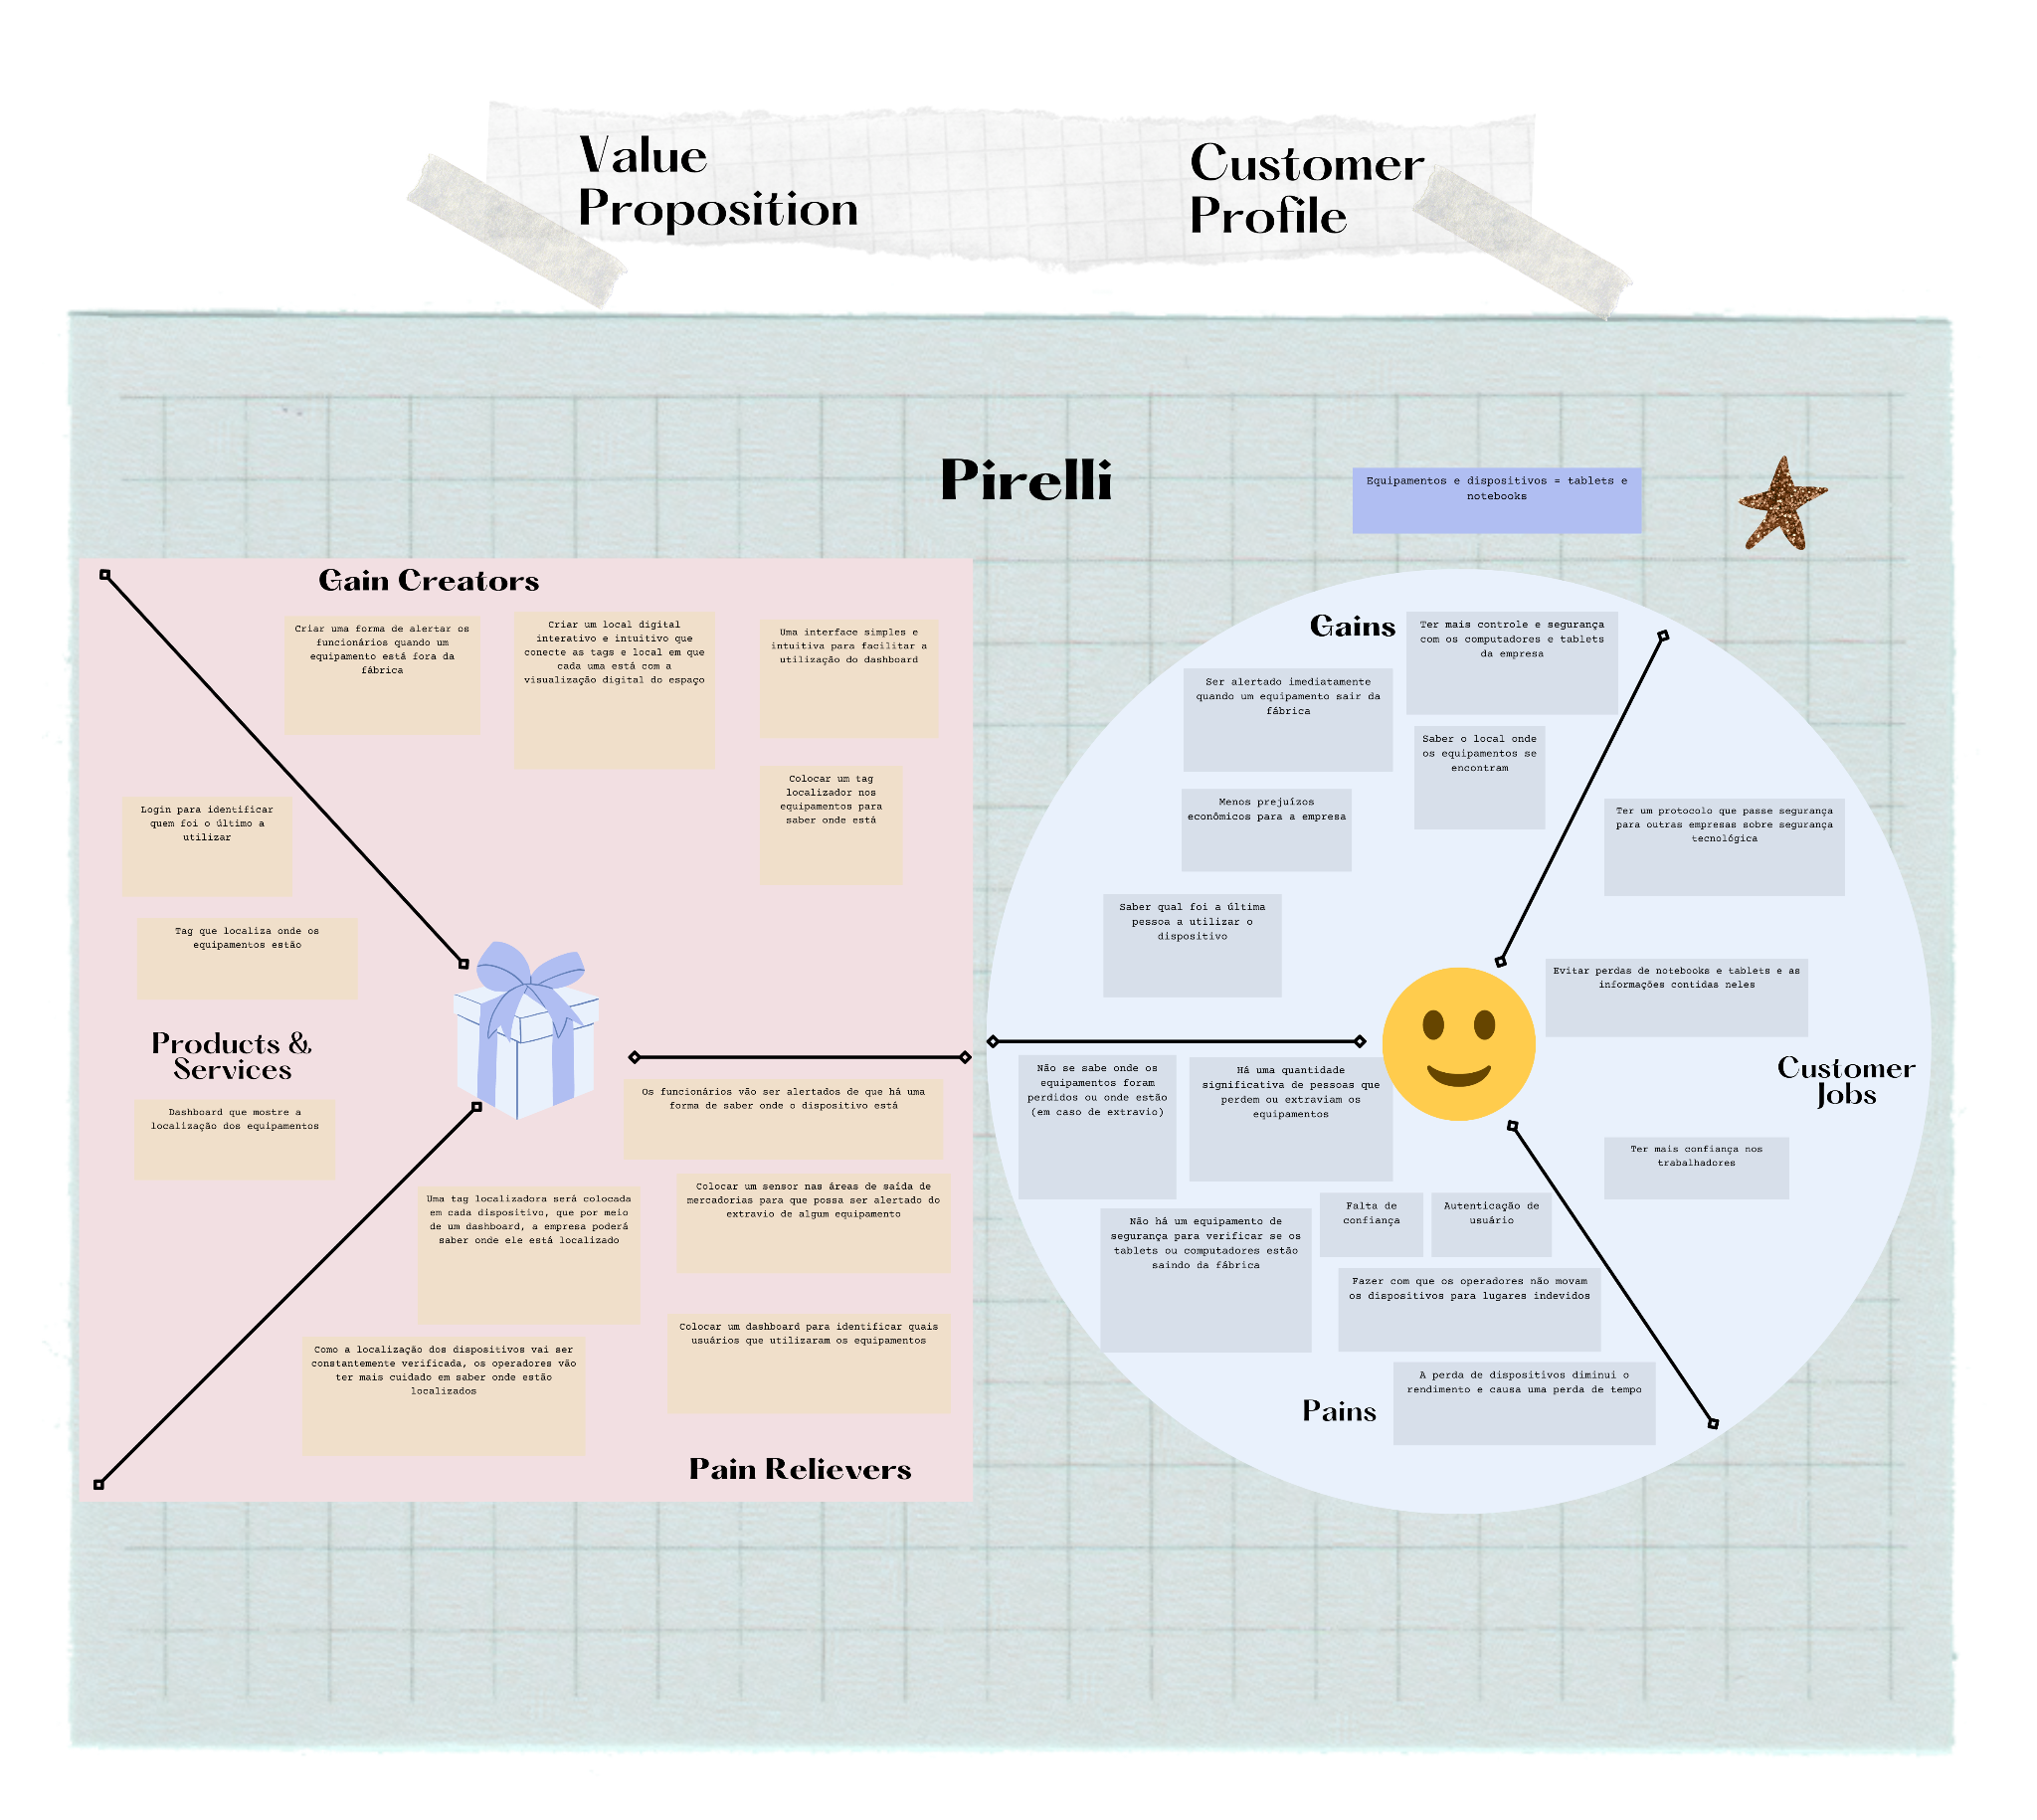 Value
Proposition
Customer
Profile
Pirelli
Equipamentos e dispositivos = tablets e
notebooks
Gain Creators
Criar uma forma de alertar os
funcionários quando um
equipamento está fora da
fábrica
Criar um local digital
interativo e intuitivo que
conecte as tags e local em que
cada uma está com a
visualização digital do espaço
Uma interface simples e
intuitiva para facilitar a
utilização do dashboard
Colocar um tag
localizador nos
equipamentos para
saber onde está
Login para identificar
quem foi o último a
utilizar
Tag que localiza onde os
equipamentos estão
Products &
Services
Dashboard que mostre a
localização dos equipamentos
Os funcionários vão ser alertados de que há uma
forma de saber onde o dispositivo está
Colocar um sensor nas áreas de saída de
mercadorias para que possa ser alertado do
extravio de algum equipamento
Uma tag localizadora será colocada
em cada dispositivo, que por meio
de um dashboard, a empresa poderá
saber onde ele está localizado
Colocar um dashboard para identificar quais
usuários que utilizaram os equipamentos
Como a localização dos dispositivos vai ser
constantemente verificada, os operadores vão
ter mais cuidado em saber onde estão
localizados
Pain Relievers
Gains
Ter mais controle e segurança
com os computadores e tablets
da empresa
Ser alertado imediatamente
quando um equipamento sair da
fábrica
Saber o local onde
os equipamentos se
encontram
Menos prejuízos
econômicos para a empresa
Saber qual foi a última
pessoa a utilizar o
dispositivo
Ter um protocolo que passe segurança
para outras empresas sobre segurança
tecnológica
Evitar perdas de notebooks e tablets e as
informações contidas neles
Customer
Jobs
Ter mais confiança nos
trabalhadores
Não se sabe onde os
equipamentos foram
perdidos ou onde estão
(em caso de extravio)
Há uma quantidade
significativa de pessoas que
perdem ou extraviam os
equipamentos
Não há um equipamento de
segurança para verificar se os
tablets ou computadores estão
saindo da fábrica
Falta de
confiança
Autenticação de
usuário
Fazer com que os operadores não movam
os dispositivos para lugares indevidos
A perda de dispositivos diminui o
rendimento e causa uma perda de tempo
Pains